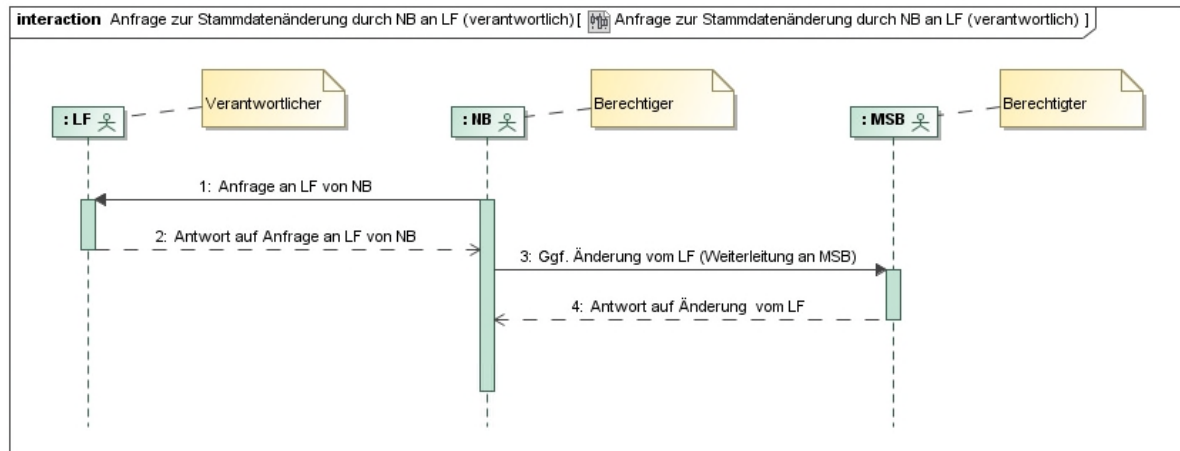 interaction Anfrage zur Stammdatenänderung durch NB an LF (verantwortlich)[ Anfrage zur Stammdatenänderung durch NB an LF (verantwortlich) ]
Verantwortlicher
Berechtiger
Berechtigter
: LF
: NB
: MSB
1: Anfrage an LF von NB
2: Antwort auf Anfrage an LF von NB
3: Ggf. Änderung vom LF (Weiterleitung an MSB)
4: Antwort auf Änderung vom LF